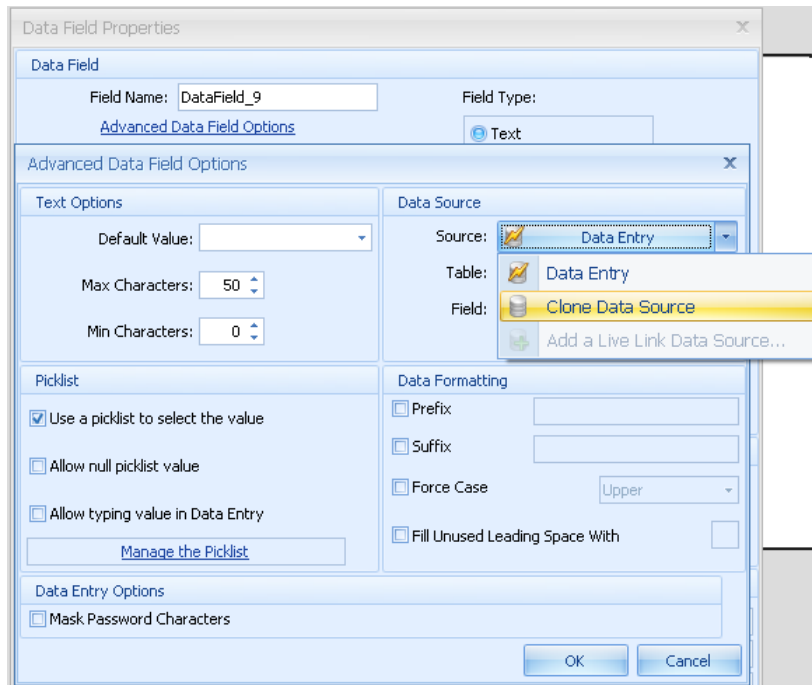 Data Field Properties
Data Field
Field Name: DataField_9
Field Type:
Advanced Data Field Options
Text
Advanced Data Field Options
Text Options
Data Source
Default Value:
Source: Data Entry
Max Characters: 50
Table:
Data Entry
Field:
Clone Data Source
Min Characters: 0
Add a Live Link Data Source...
Picklist
Data Formatting
Use a picklist to select the value
Prefix
Suffix
Allow null picklist value
Force Case Upper
Allow typing value in Data Entry
Fill Unused Leading Space With
Manage the Picklist
Data Entry Options
Mask Password Characters
OK
Cancel